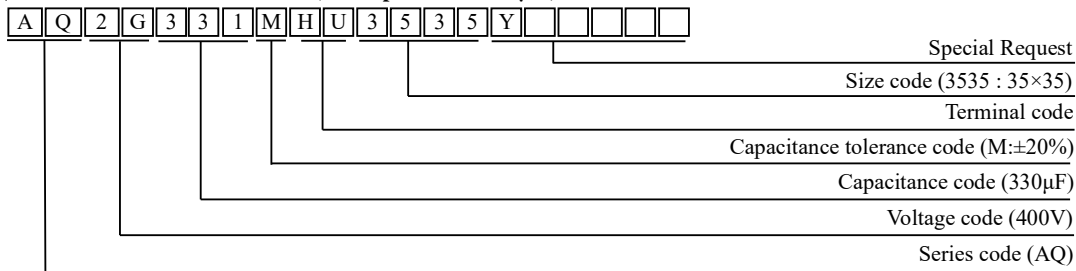 A Q 2 G 3 3 1 M H U 3 5 3 5 Y
Special Request
Size code (3535 : 35×35)
Terminal code
Capacitance tolerance code (M:±20%)
Capacitance code (330μF)
Voltage code (400V)
Series code (AQ)